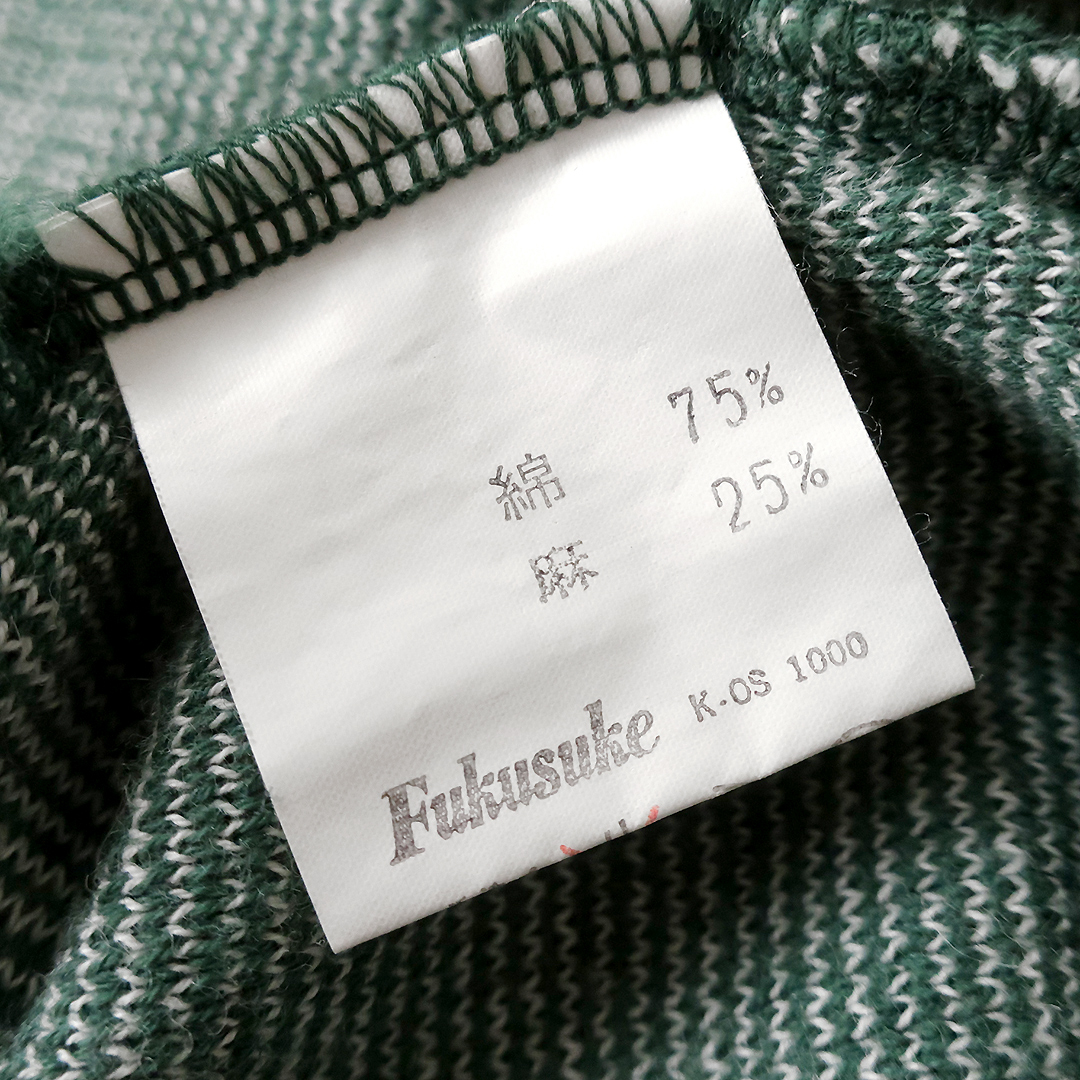 綿 75%
麻 25%
Fukusuke K·OS 1000